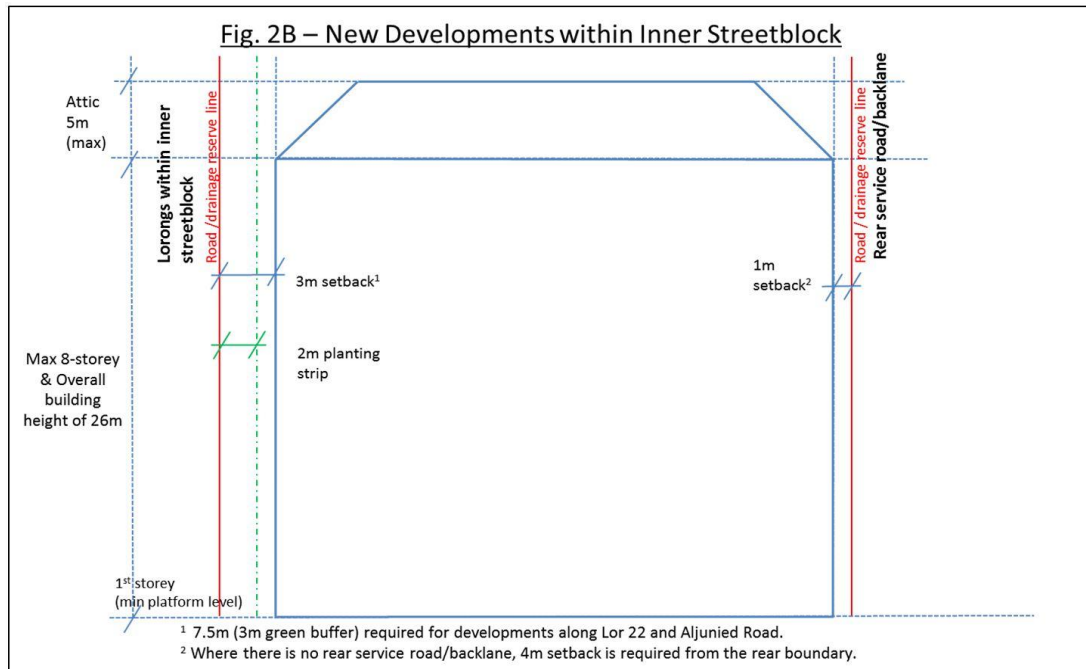 Fig. 2B – New Developments within Inner Streetblock
Attic
5m
(max)
Lorongs within inner
streetblock
Road /drainage reserve line
Road /drainage reserve line
Rear service road/backlane
3m setback¹
1m
setback²
2m planting
strip
Max 8-storey
& Overall
building
height of 26m
1st storey
(min platform level)
¹ 7.5m (3m green buffer) required for developments along Lor 22 and Aljunied Road.
² Where there is no rear service road/backlane, 4m setback is required from the rear boundary.